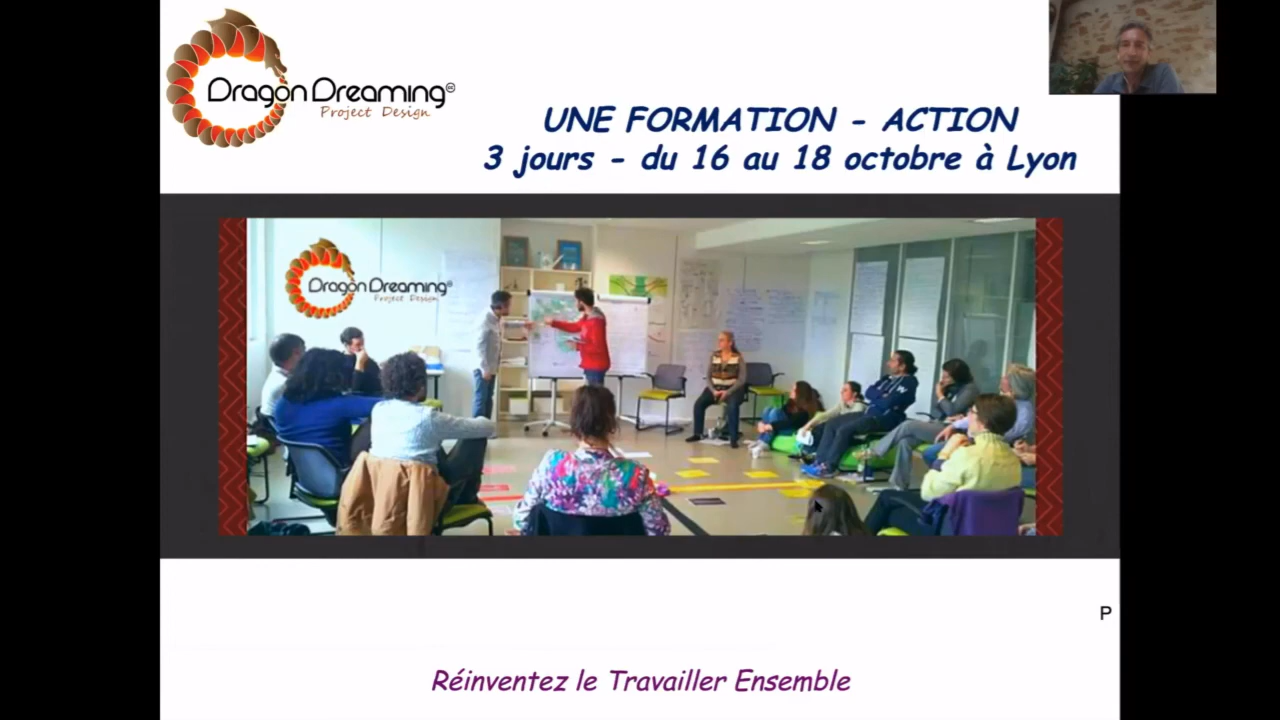 Dragon Dreaming
Project Design
UNE FORMATION - ACTION
3 jours - du 16 au 18 octobre à Lyon
Dragon Dreaming
Project Design
P
Réinventez le Travailler Ensemble